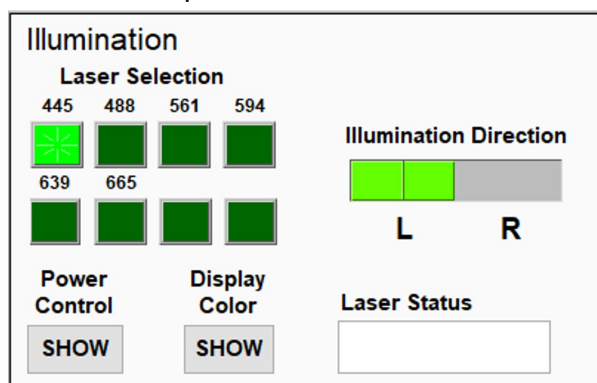 Illumination
Laser Selection
445 488 561 594
Illumination Direction
639 665
L R
Power Control
Display Color
Laser Status
SHOW
SHOW